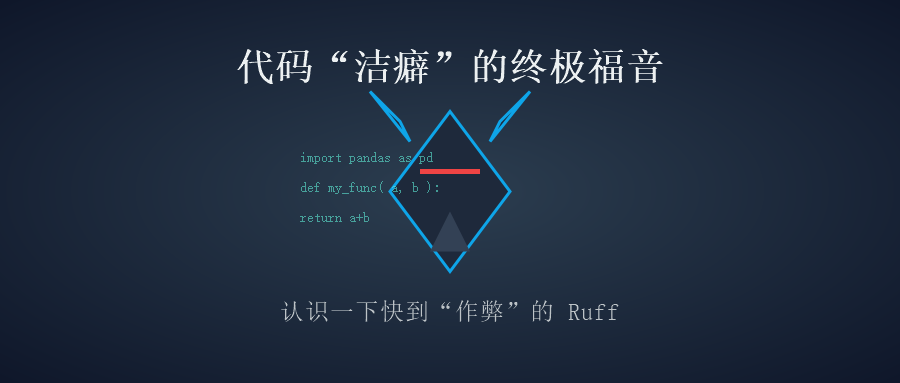 代码“洁癖”的终极福音
import pandas as pd
def my_func( a, b ):
return a+b
认识一下快到“作弊”的 Ruff